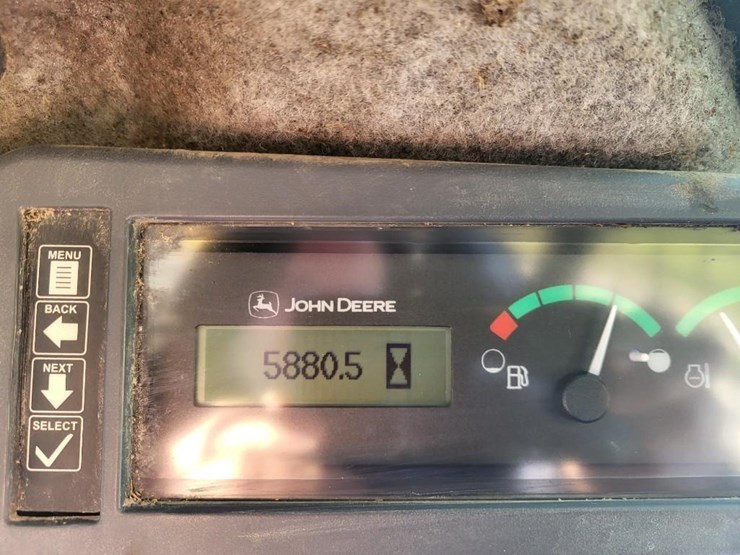 MENU
BACK
NEXT
SELECT
JOHN DEERE
5880.5